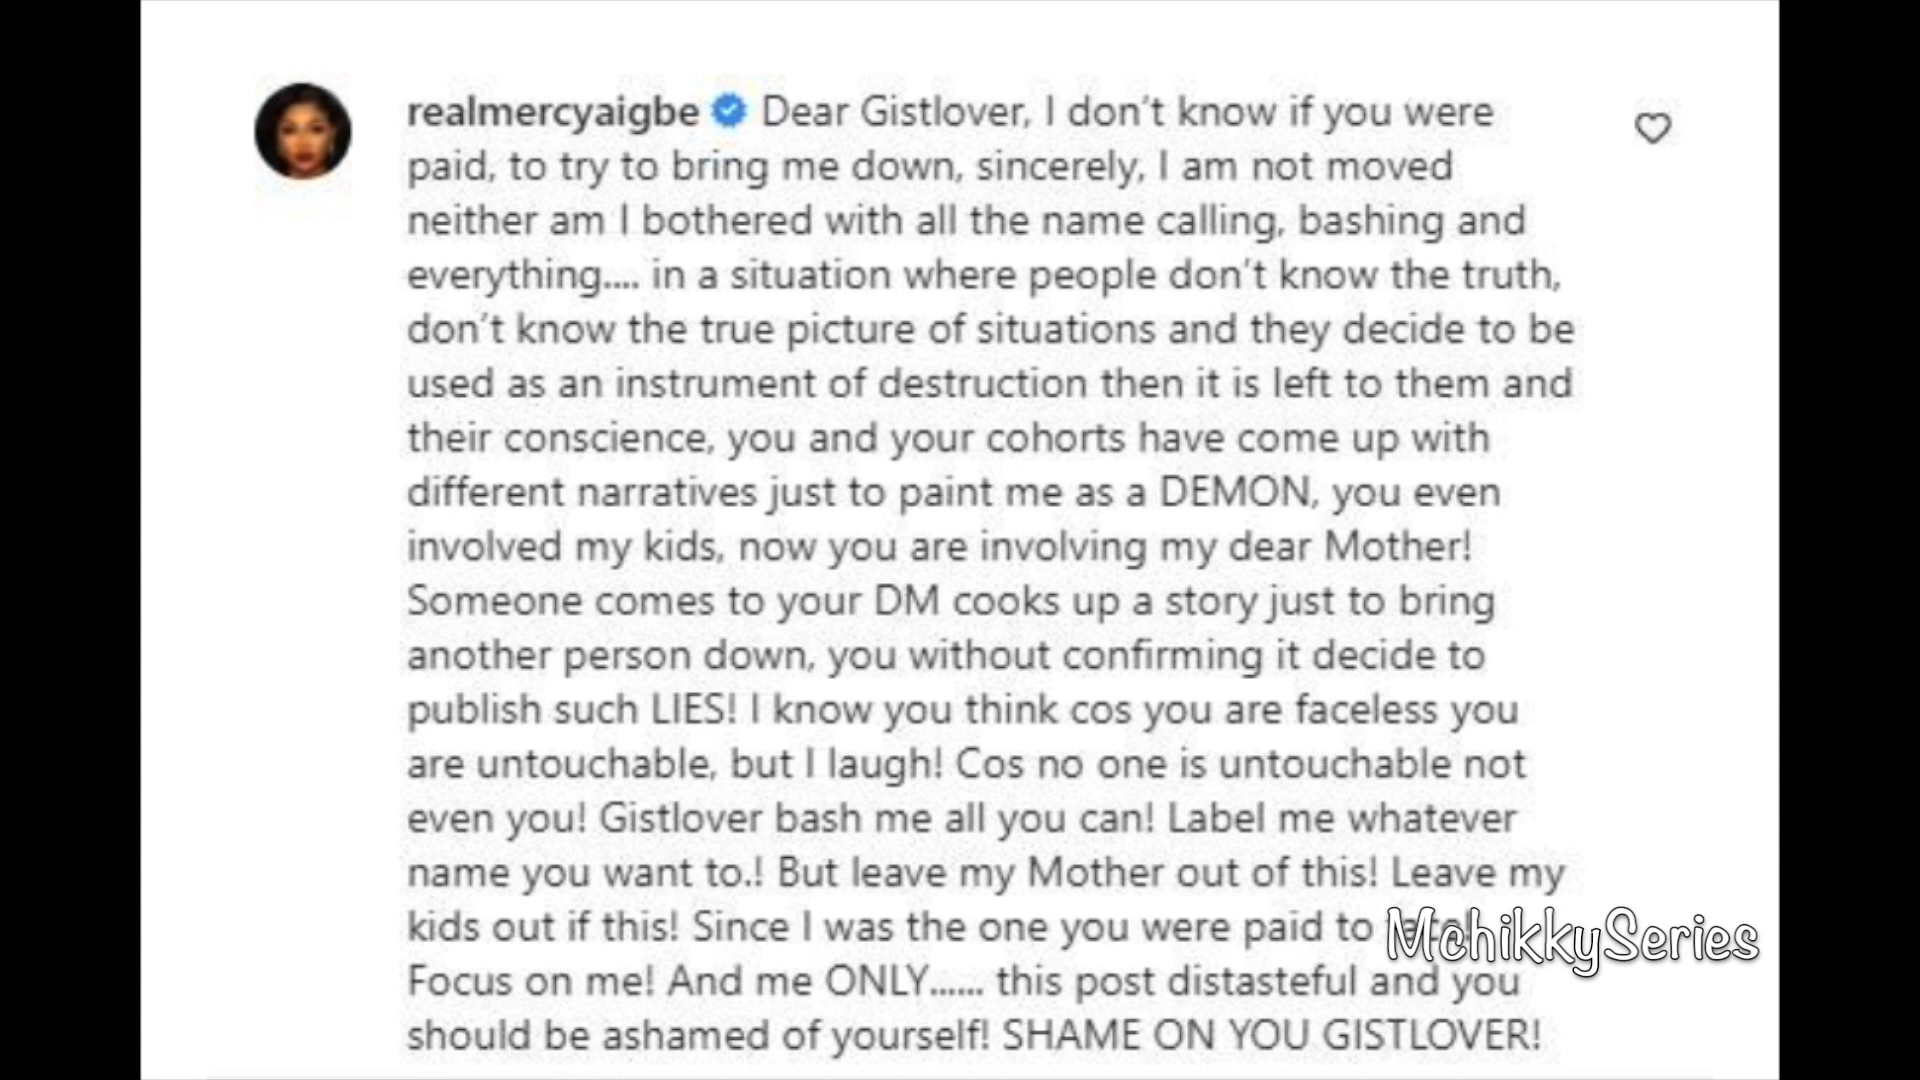 realmercyaigbe Dear Gistlover, I don't know if you were
paid, to try to bring me down, sincerely, I am not moved
neither am I bothered with all the name calling, bashing and
everything.... in a situation where people don't know the truth,
don't know the true picture of situations and they decide to be
used as an instrument of destruction then it is left to them and
their conscience, you and your cohorts have come up with
different narratives just to paint me as a DEMON, you even
involved my kids, now you are involving my dear Mother!
Someone comes to your DM cooks up a story just to bring
another person down, you without confirming it decide to
publish such LIES! I know you think cos you are faceless you
are untouchable, but I laugh! Cos no one is untouchable not
even you! Gistlover bash me all you can! Label me whatever
name you want to.! But leave my Mother out of this! Leave my
kids out if this! Since I was the one you were paid to
MchikkySeries
Focus on me! And me ONLY...... this post distasteful and you
should be ashamed of yourself! SHAME ON YOU GISTLOVER!